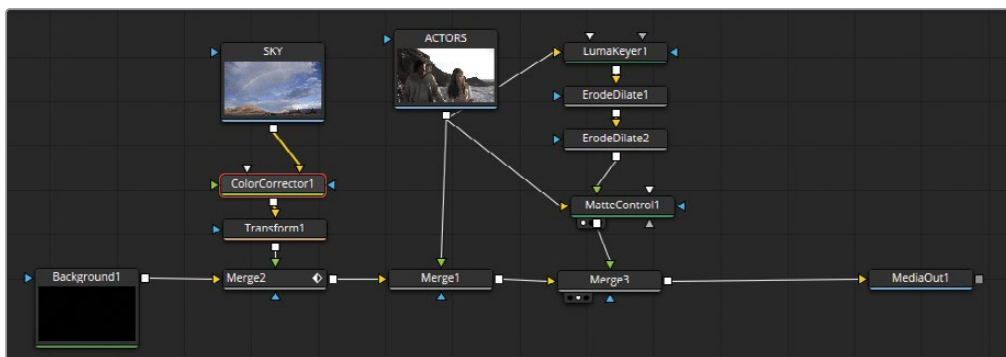 SKY
ACTORS
LumaKeyer1
ErodeDilate1
ErodeDilate2
ColorCorrector1
MatteControl1
Transform1
Background1
Merge2
Merge1
Merge3
MediaOut1